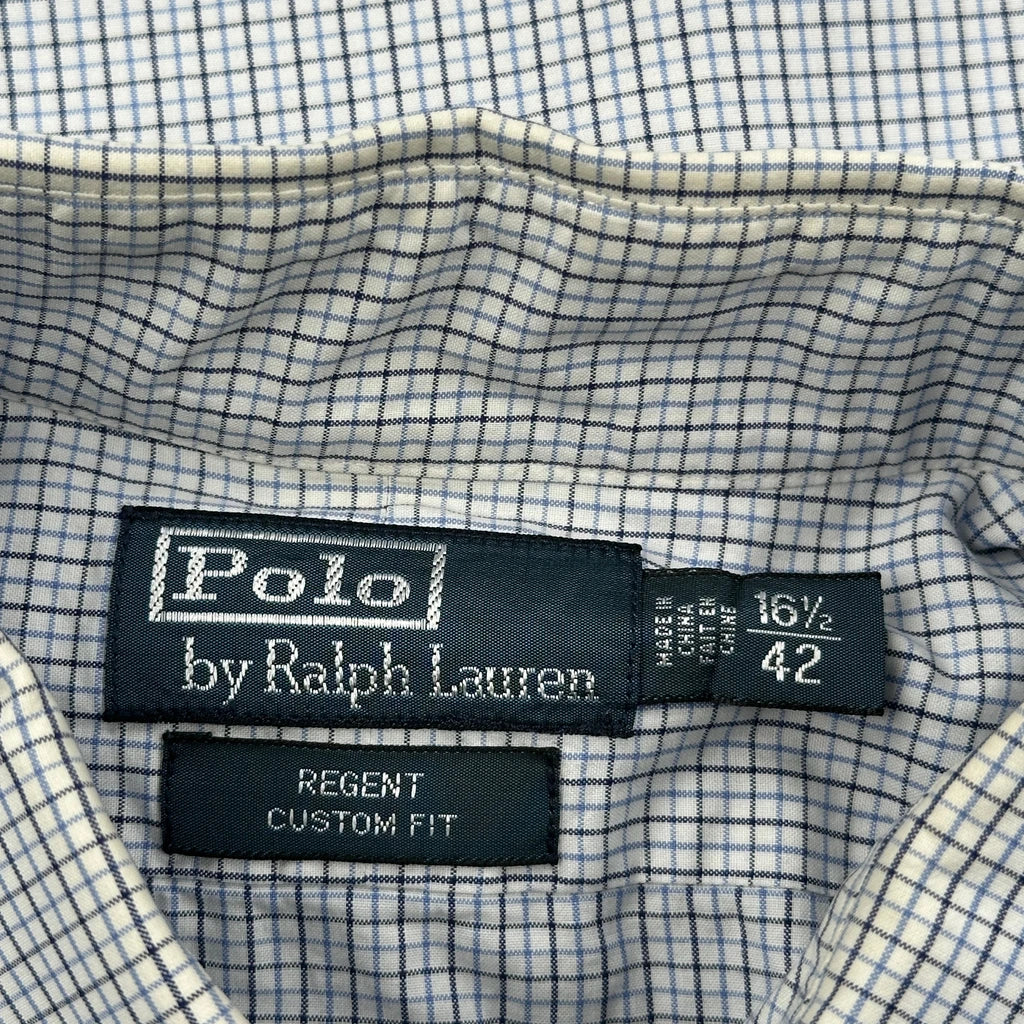 Polo
by Ralph Lauren
MADE IN
CHINA
FAIT EN
CHINE
16½
42
REGENT
CUSTOM FIT